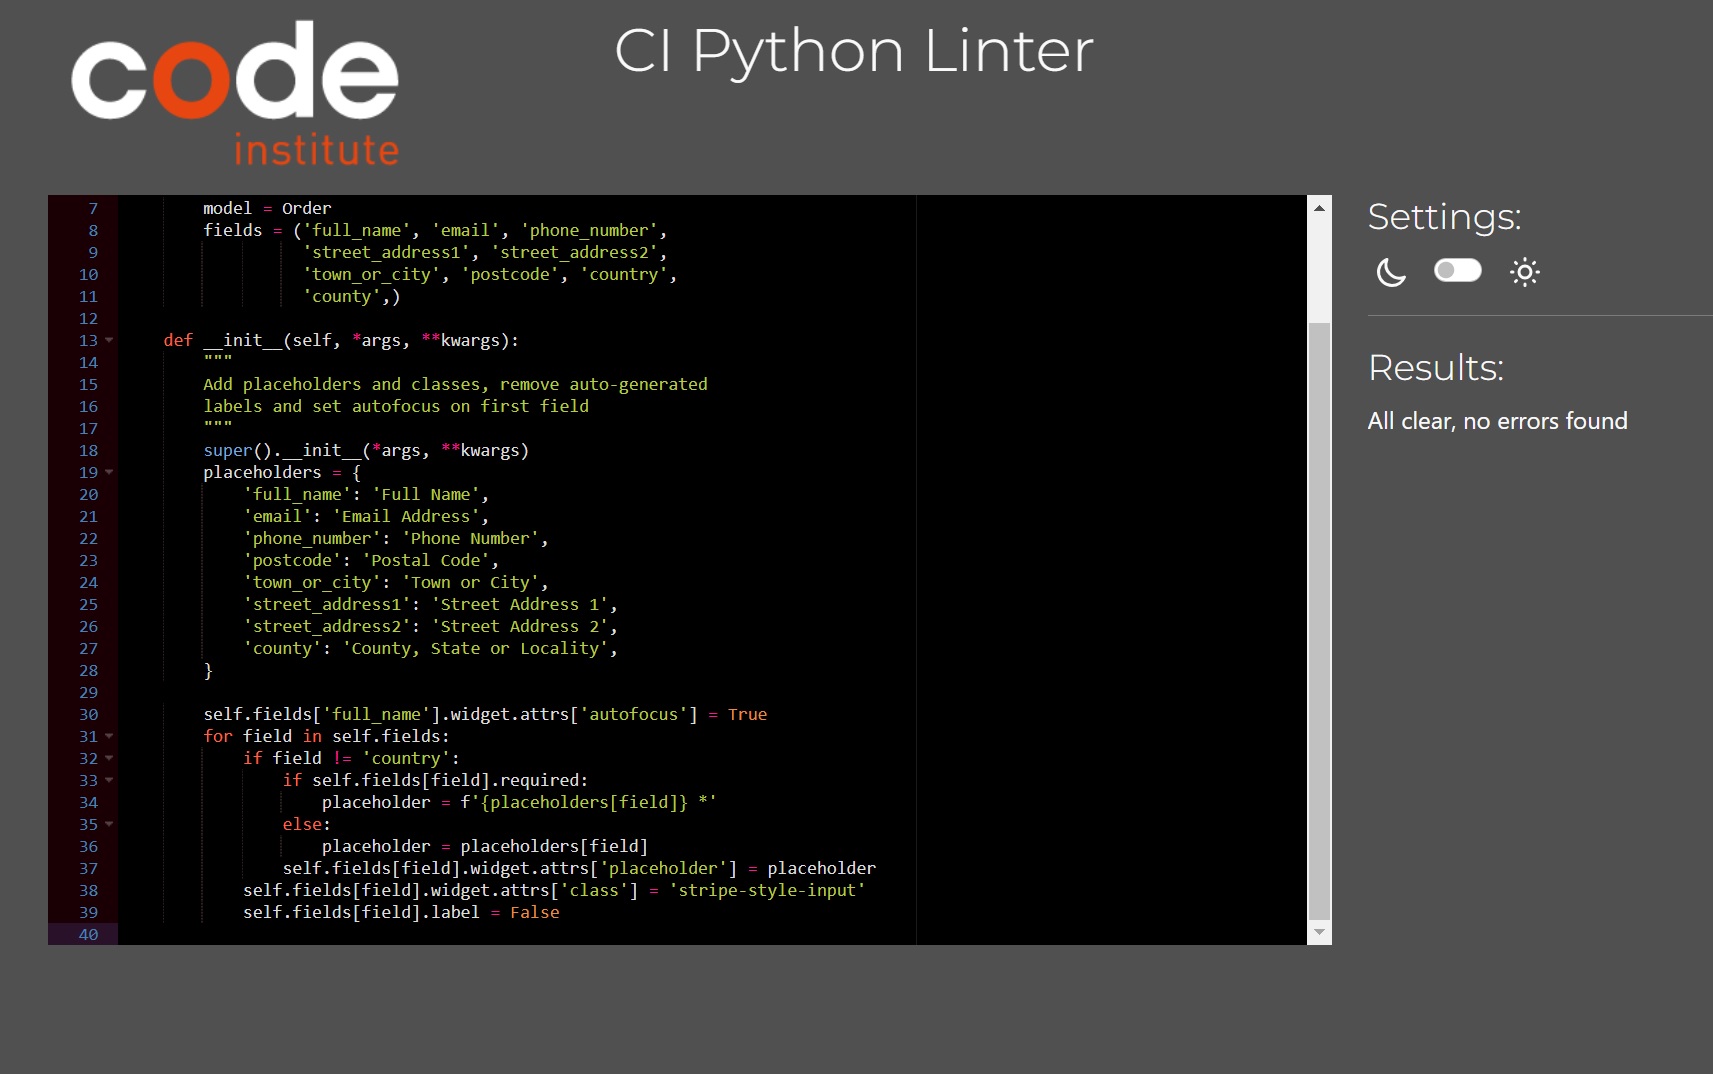 code
institute
CI Python Linter
7 model = Order
8 fields = ('full_name', 'email', 'phone_number',
9 'street_address1', 'street_address2',
10 'town_or_city', 'postcode', 'country',
11 'county',)
12
13 def __init__(self, *args, **kwargs):
14 """
15 Add placeholders and classes, remove auto-generated
16 labels and set autofocus on first field
17 """
18 super().__init__(*args, **kwargs)
19 placeholders = {
20 'full_name': 'Full Name',
21 'email': 'Email Address',
22 'phone_number': 'Phone Number',
23 'postcode': 'Postal Code',
24 'town_or_city': 'Town or City',
25 'street_address1': 'Street Address 1',
26 'street_address2': 'Street Address 2',
27 'county': 'County, State or Locality',
28 }
29
30 self.fields['full_name'].widget.attrs['autofocus'] = True
31 for field in self.fields:
32 if field != 'country':
33 if self.fields[field].required:
34 placeholder = f'{placeholders[field]} *'
35 else:
36 placeholder = placeholders[field]
37 self.fields[field].widget.attrs['placeholder'] = placeholder
38 self.fields[field].widget.attrs['class'] = 'stripe-style-input'
39 self.fields[field].label = False
40
Settings:
Results:
All clear, no errors found